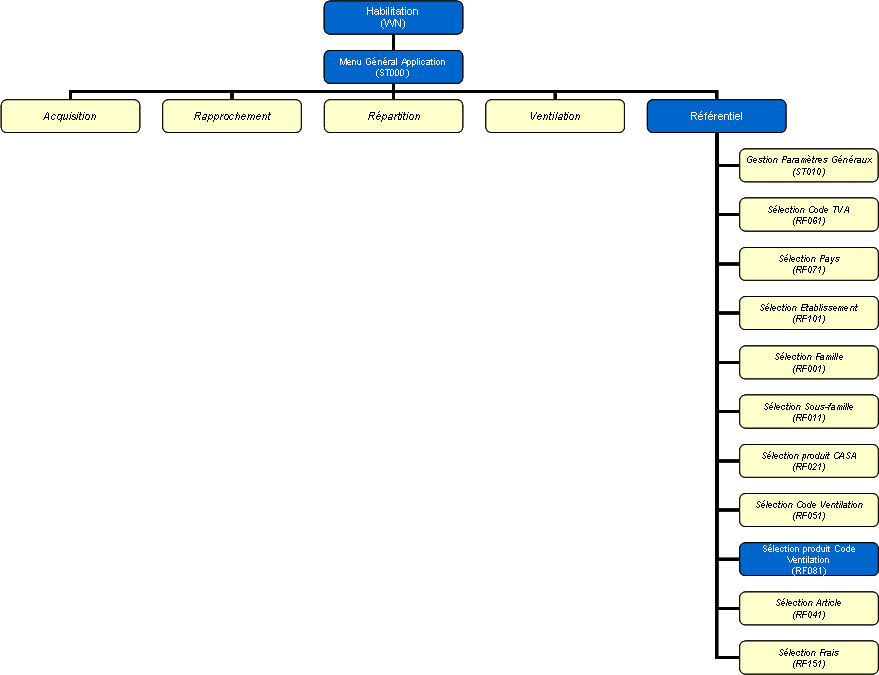 Habilitation
(VVN)
Menu Général Application
(ST000)
Acquisition
Rapprochement
Répartition
Ventilation
Référentiel
Gestion Paramètres Généraux
(ST010)
Sélection Code TVA
(RF061)
Sélection Pays
(RF071)
Sélection Etablissement
(RF101)
Sélection Famille
(RF001)
Sélection Sous-famille
(RF011)
Sélection produit CASA
(RF021)
Sélection Code Ventilation
(RF051)
Sélection produit Code
Ventilation
(RF081)
Sélection Article
(RF041)
Sélection Frais
(RF151)